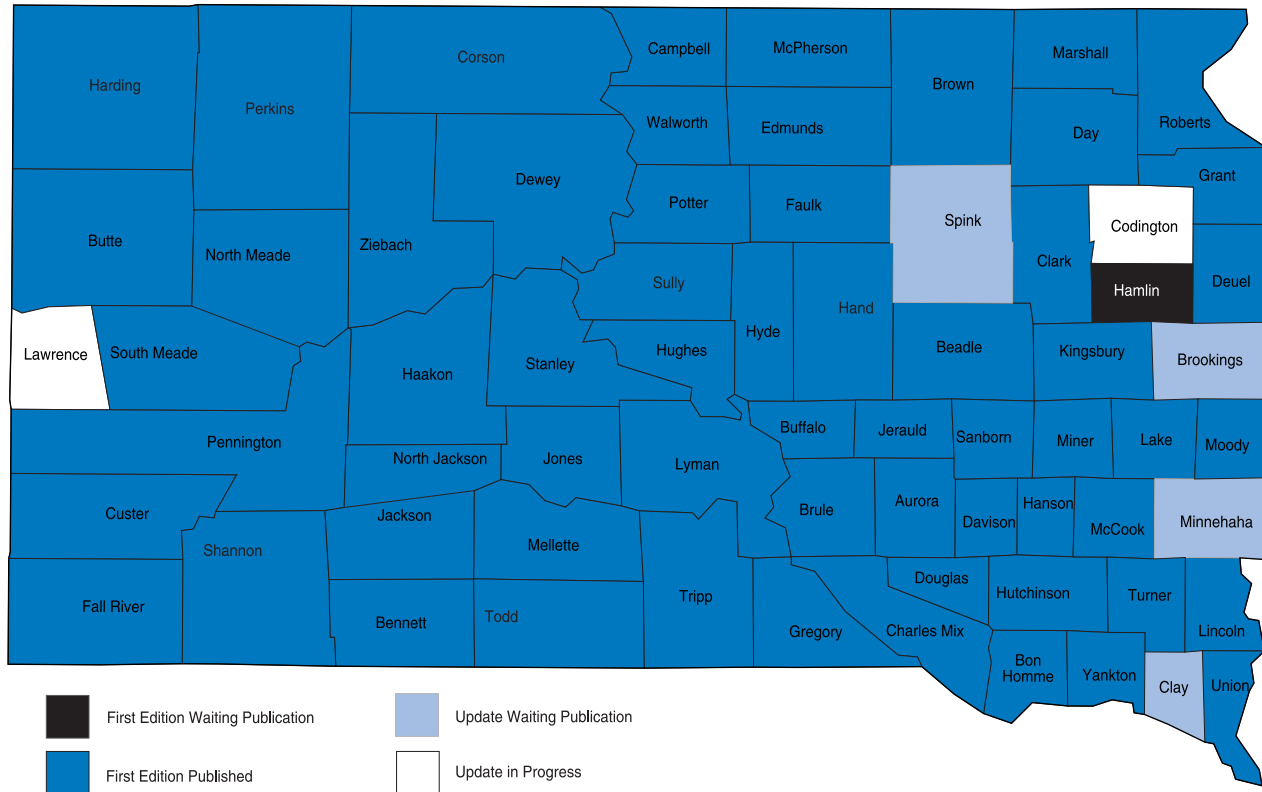 Harding
Perkins
Corson
Campbell
McPherson
Brown
Marshall
Roberts
Walworth
Edmunds
Day
Grant
Dewey
Potter
Faulk
Spink
Codington
Butte
North Meade
Ziebach
Clark
Deuel
Sully
Hamlin
Hyde
Hand
Lawrence
South Meade
Haakon
Stanley
Hughes
Beadle
Kingsbury
Brookings
Pennington
North Jackson
Jones
Lyman
Buffalo
Jerauld
Sanborn
Miner
Lake
Moody
Custer
Jackson
Brule
Aurora
Davison
Hanson
McCook
Minnehaha
Shannon
Mellette
Fall River
Bennett
Todd
Tripp
Gregory
Charles Mix
Douglas
Hutchinson
Turner
Lincoln
Bon
Homme
Yankton
Clay
Union
First Edition Waiting Publication
Update Waiting Publication
First Edition Published
Update in Progress